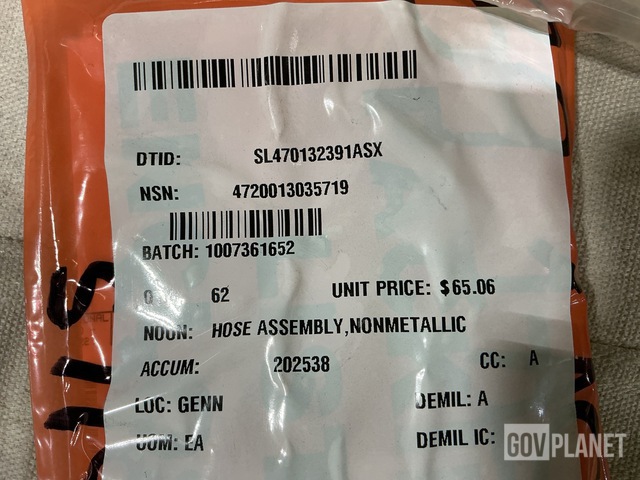 DTID: SL470132391ASX
NSN: 4720013035719
BATCH: 1007361652
62 UNIT PRICE: $65.06
NOUN: HOSE ASSEMBLY,NONMETALLIC
ACCUM: 202538 CC: A
LOC: GENN DEMIL: A
UOM: EA DEMIL IC:
GOVPLANET